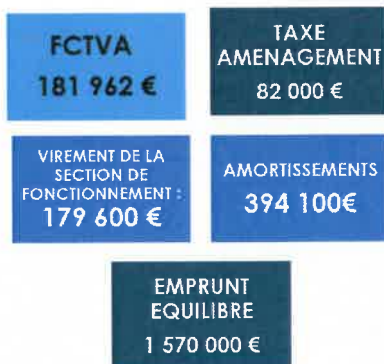 FCTVA
181 962 €
TAXE
AMENAGEMENT
82 000 €
VIREMENT DE LA
SECTION DE
FONCTIONNEMENT :
179 600 €
AMORTISSEMENTS
394 100€
EMPRUNT
EQUILIBRE
1 570 000 €